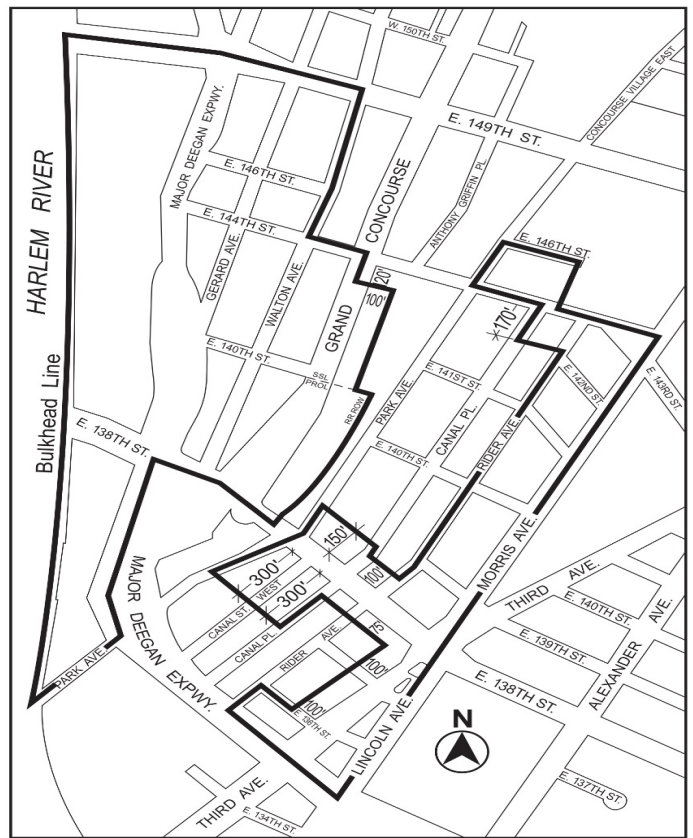 W. 150TH ST.
E. 149TH ST.
CONCOURSE VILLAGE EAST
MAJOR DEEGAN EXPWY.
E. 146TH ST.
E. 144TH ST.
GERARD AVE.
WALTON AVE.
GRAND
CONCOURSE
ANTHONY GRIFFIN PL.
E. 146TH ST.
HARLEM RIVER
Bulkhead Line
20'
100'
170'
E. 140TH ST.
SSL
PROL
RR ROW
PARK AVE.
E. 141ST ST.
CANAL PL.
RIDER AVE.
E. 142ND ST.
E. 143RD ST.
E. 138TH ST.
E. 140TH ST.
MORRIS AVE.
150'
100'
300'
300'
CANAL ST. WEST
CANAL PL.
RIDER AVE.
75'
100'
100'
E. 136TH ST.
MAJOR DEEGAN EXPWY.
PARK AVE.
THIRD AVE.
E. 140TH ST.
E. 139TH ST.
E. 138TH ST.
ALEXANDER AVE.
LINCOLN AVE.
N
E. 137TH ST.
THIRD AVE.
E. 134TH ST.